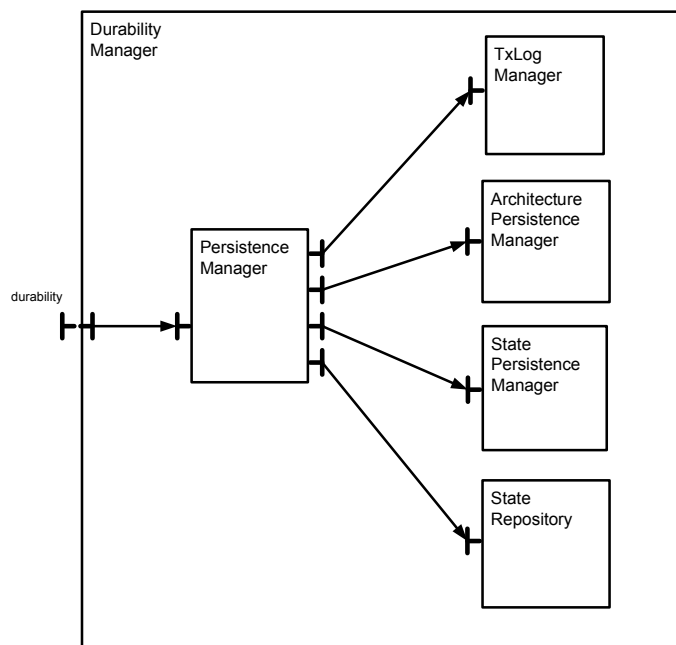 Durability
Manager
TxLog
Manager
Architecture
Persistence
Manager
Persistence
Manager
durability
State
Persistence
Manager
State
Repository